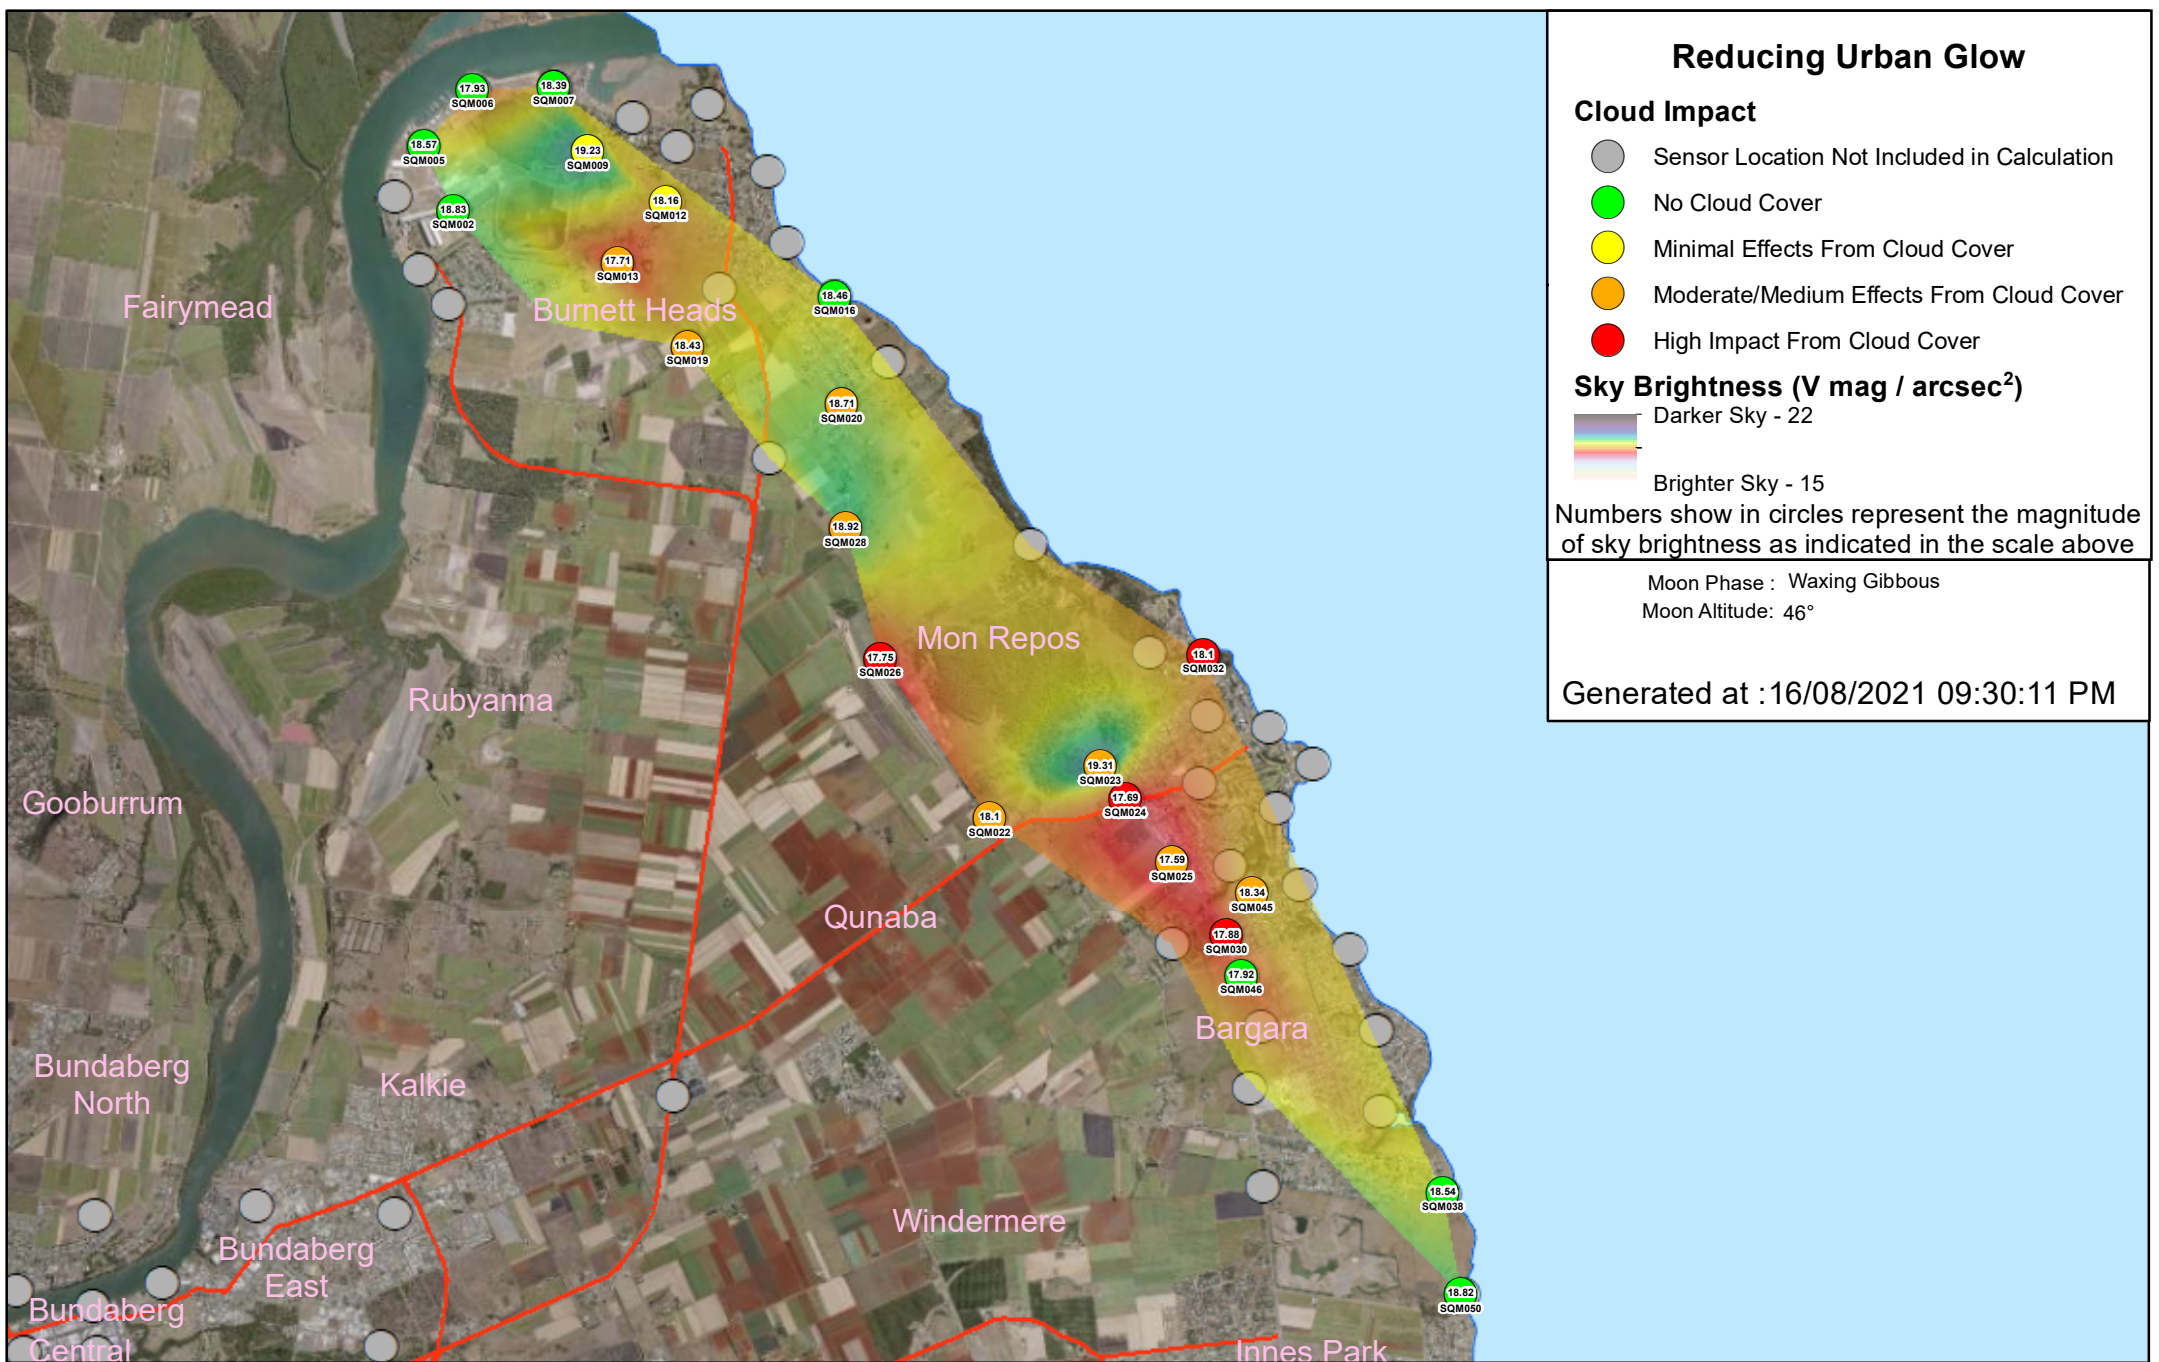 Reducing Urban Glow
Cloud Impact
Sensor Location Not Included in Calculation
No Cloud Cover
Minimal Effects From Cloud Cover
Moderate/Medium Effects From Cloud Cover
High Impact From Cloud Cover
Sky Brightness (V mag / arcsec²)
Darker Sky - 22
Brighter Sky - 15
Numbers show in circles represent the magnitude
of sky brightness as indicated in the scale above
Moon Phase : Waxing Gibbous
Moon Altitude: 46°
Generated at :16/08/2021 09:30:11 PM
17.93
SQM006
18.39
SQM007
18.57
SQM005
19.23
SQM009
18.83
SQM002
18.16
SQM012
17.71
SQM013
Fairymead
Burnett Heads
18.46
SQM016
18.43
SQM019
18.71
SQM020
18.92
SQM028
Mon Repos
17.75
SQM026
18.1
SQM032
Rubyanna
19.31
SQM023
17.69
SQM024
Gooburrum
18.1
SQM022
17.59
SQM025
18.34
SQM045
Qunaba
17.88
SQM030
17.92
SQM046
Bargara
Bundaberg
North
Kalkie
18.54
SQM038
Windermere
Bundaberg
East
18.82
SQM050
Bundaberg
Central
Innes Park